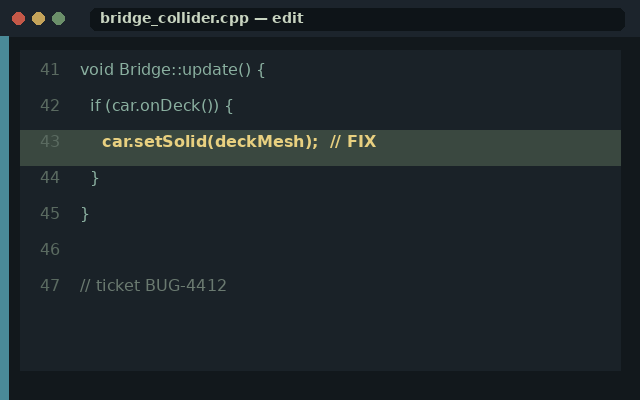 bridge_collider.cpp — edit
41 void Bridge::update() {
42 if (car.onDeck()) {
43 car.setSolid(deckMesh); // FIX
44 }
45 }
46
47 // ticket BUG-4412